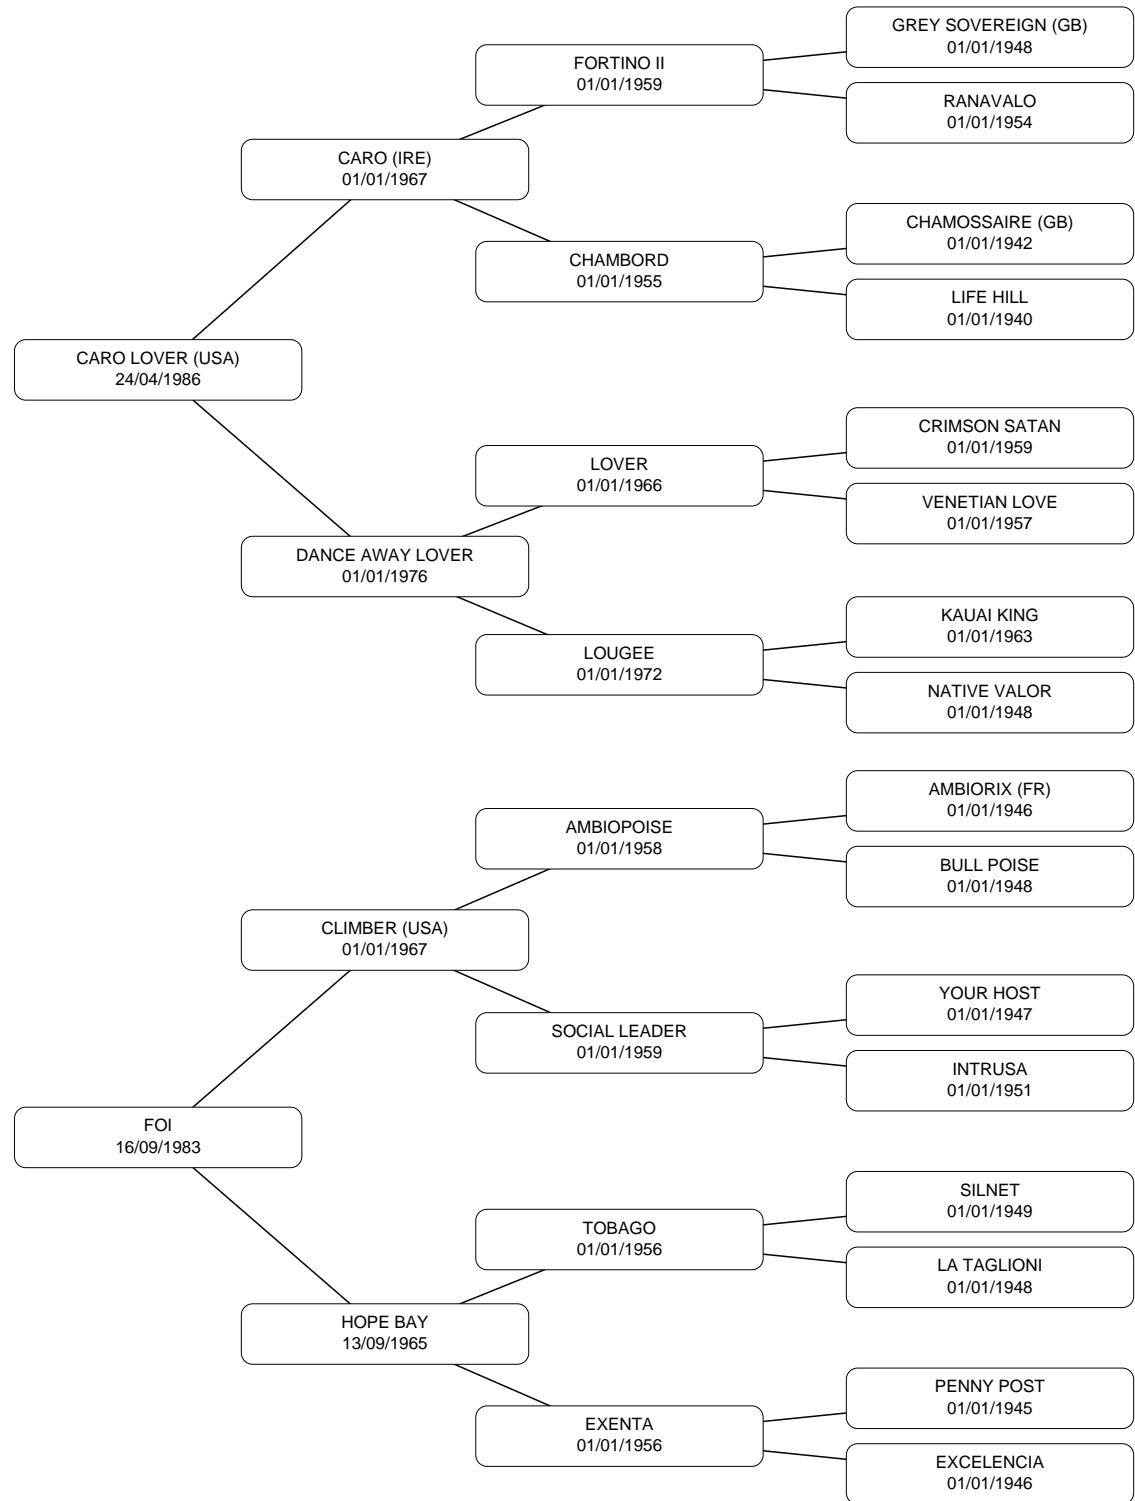 GREY SOVEREIGN (GB)
01/01/1948
FORTINO II
01/01/1959
RANAVALO
01/01/1954
CARO (IRE)
01/01/1967
CHAMOSSAIRE (GB)
01/01/1942
CHAMBORD
01/01/1955
LIFE HILL
01/01/1940
CARO LOVER (USA)
24/04/1986
CRIMSON SATAN
01/01/1959
LOVER
01/01/1966
VENETIAN LOVE
01/01/1957
DANCE AWAY LOVER
01/01/1976
KAUAI KING
01/01/1963
LOUGEE
01/01/1972
NATIVE VALOR
01/01/1948
AMBIORIX (FR)
01/01/1946
AMBIOPOISE
01/01/1958
BULL POISE
01/01/1948
CLIMBER (USA)
01/01/1967
YOUR HOST
01/01/1947
SOCIAL LEADER
01/01/1959
INTRUSA
01/01/1951
FOI
16/09/1983
SILNET
01/01/1949
TOBAGO
01/01/1956
LA TAGLIONI
01/01/1948
HOPE BAY
13/09/1965
PENNY POST
01/01/1945
EXENTA
01/01/1956
EXCELENCIA
01/01/1946